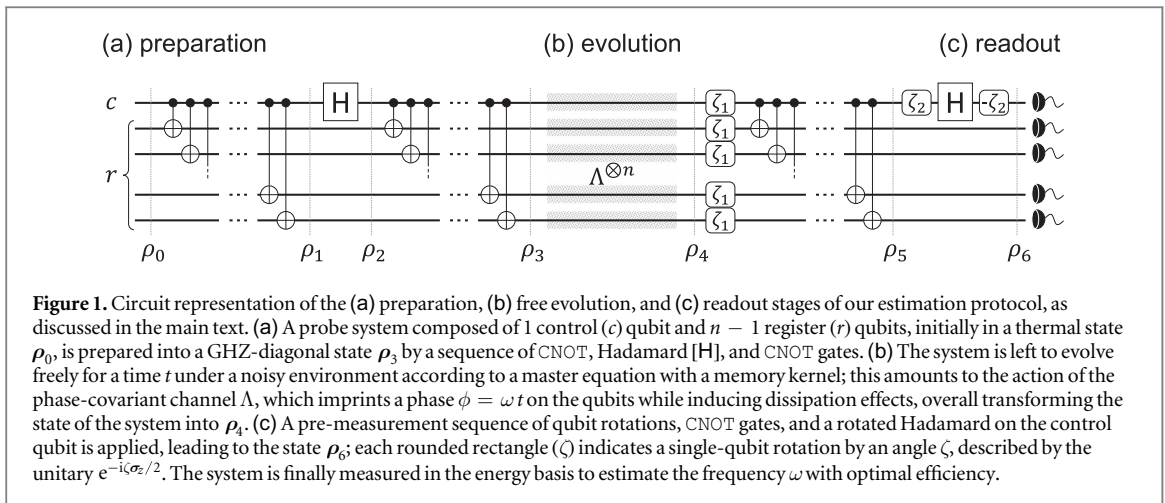 (a) preparation (b) evolution (c) readout
c H H ζ₁ ζ₂ H -ζ₂
ζ₁
r ζ₁
Λ⊗n
ζ₁
ζ₁
ρ₀ ρ₁ ρ₂ ρ₃ ρ₄ ρ₅ ρ₆
Figure 1. Circuit representation of the (a) preparation, (b) free evolution, and (c) readout stages of our estimation protocol, as
discussed in the main text. (a) A probe system composed of 1 control (c) qubit and n − 1 register (r) qubits, initially in a thermal state
ρ₀, is prepared into a GHZ-diagonal state ρ₃ by a sequence of CNOT, Hadamard [H], and CNOT gates. (b) The system is left to evolve
freely for a time t under a noisy environment according to a master equation with a memory kernel; this amounts to the action of the
phase-covariant channel Λ, which imprints a phase ϕ = ω t on the qubits while inducing dissipation effects, overall transforming the
state of the system into ρ₄. (c) A pre-measurement sequence of qubit rotations, CNOT gates, and a rotated Hadamard on the control
qubit is applied, leading to the state ρ₆; each rounded rectangle (ζ) indicates a single-qubit rotation by an angle ζ, described by the
unitary e^{−iζσz/2}. The system is finally measured in the energy basis to estimate the frequency ω with optimal efficiency.